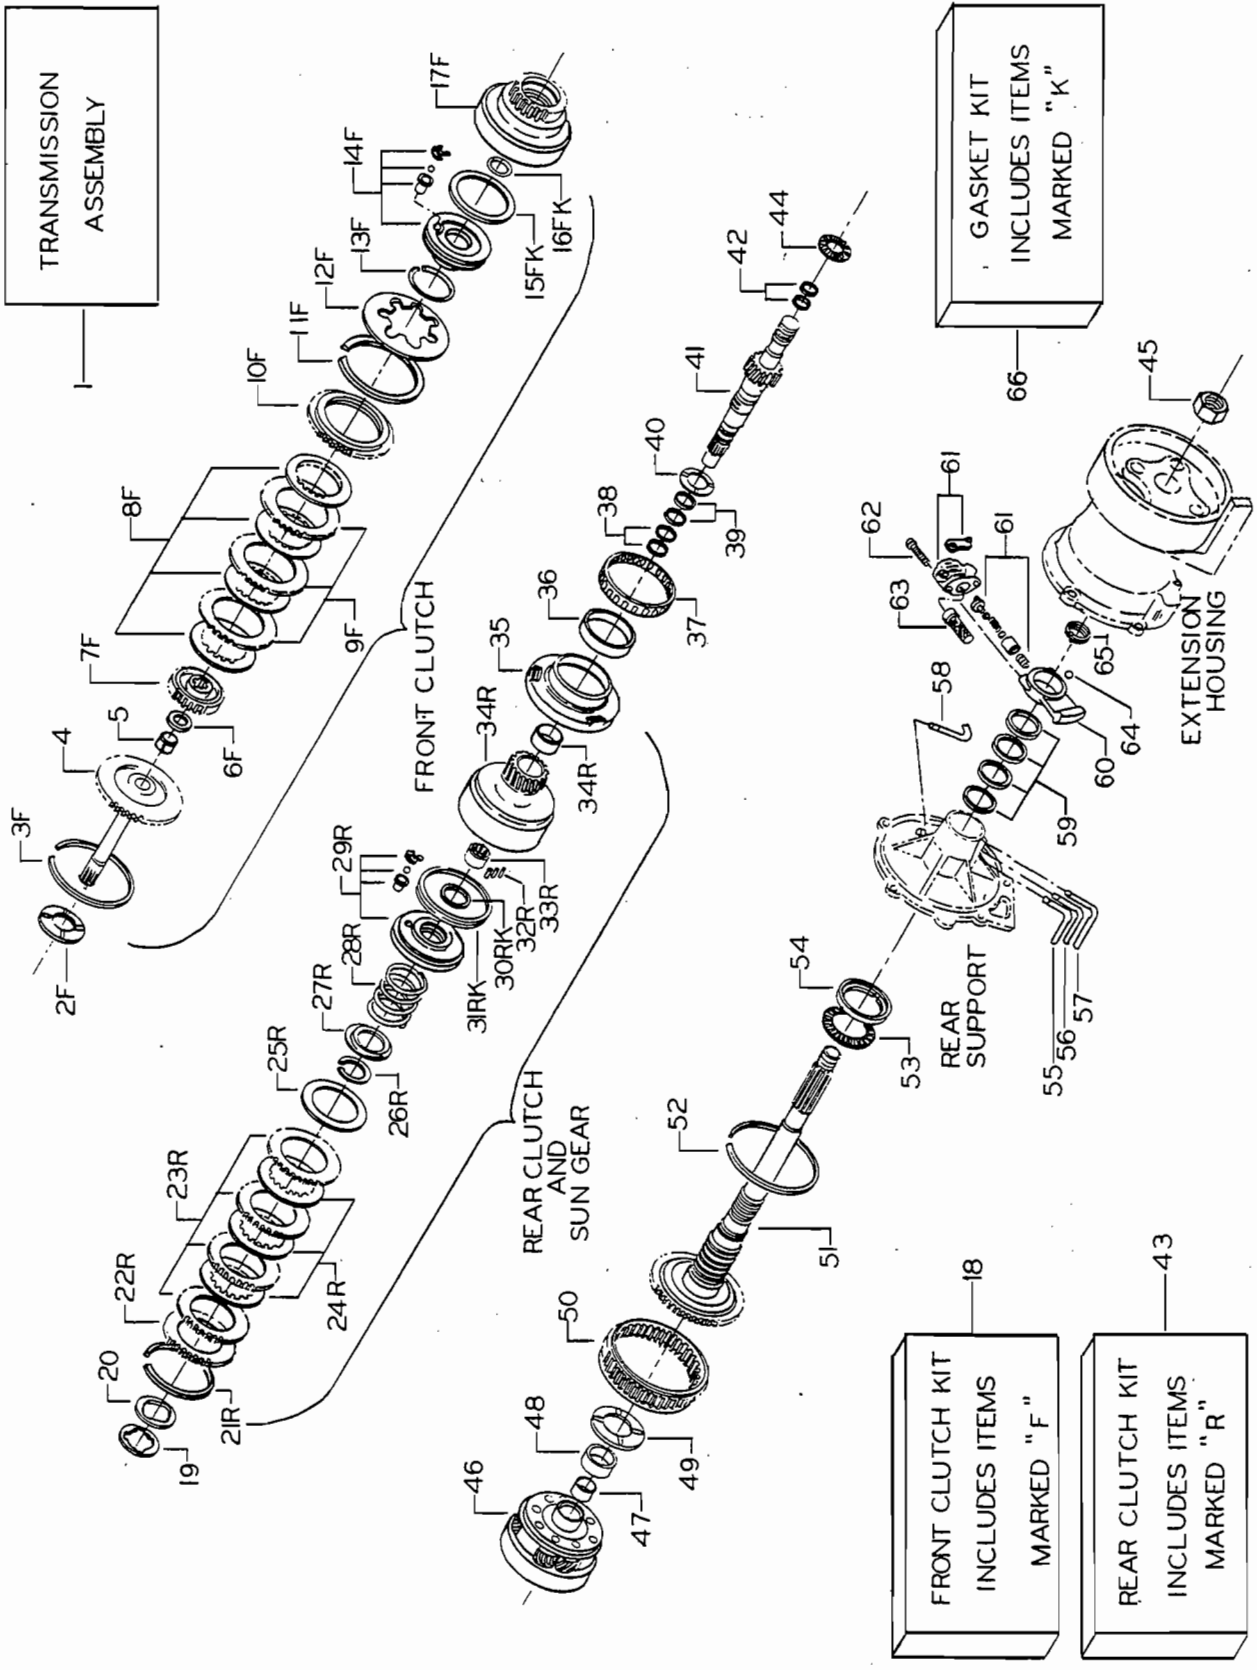 TRANSMISSION
ASSEMBLY
1
2F
3F
4
5
6F
7F
8F
9F
10F
11F
12F
13F
14F
15FK
16FK
17F
FRONT CLUTCH
19
20
21R
22R
23R
24R
25R
26R
27R
28R
29R
30RK
31RK
32R
33R
34R
34R
35
36
37
38
39
40
41
42
44
REAR CLUTCH
AND
SUN GEAR
46
47
48
49
50
51
52
53
54
REAR
SUPPORT
55
56
57
58
59
60
61
61
62
63
64
65
EXTENSION
HOUSING
45
66
GASKET KIT
INCLUDES ITEMS
MARKED "K"
18
FRONT CLUTCH KIT
INCLUDES ITEMS
MARKED "F"
43
REAR CLUTCH KIT
INCLUDES ITEMS
MARKED "R"